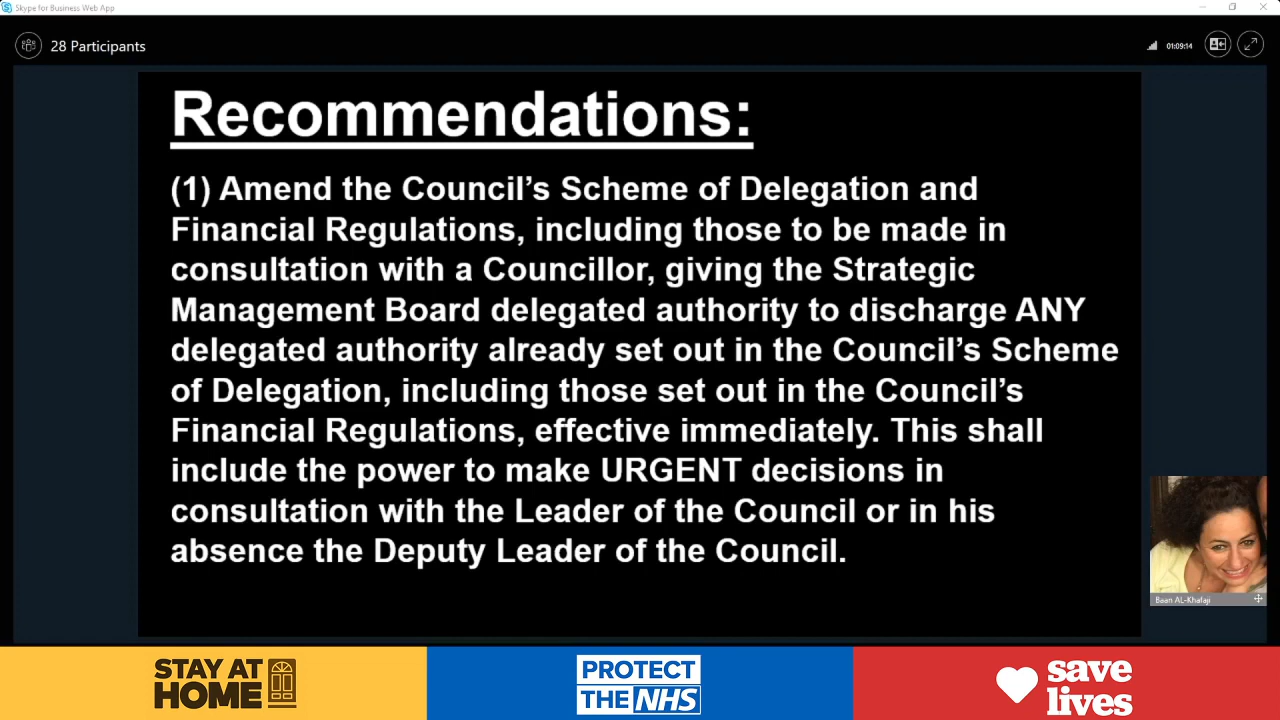 Skype for Business Web App
28 Participants
01:09:14
Recommendations:
(1) Amend the Council’s Scheme of Delegation and
Financial Regulations, including those to be made in
consultation with a Councillor, giving the Strategic
Management Board delegated authority to discharge ANY
delegated authority already set out in the Council’s Scheme
of Delegation, including those set out in the Council’s
Financial Regulations, effective immediately. This shall
include the power to make URGENT decisions in
consultation with the Leader of the Council or in his
absence the Deputy Leader of the Council.
Baan AL-Khafaji
STAY AT
HOME
PROTECT
THE NHS
save
lives